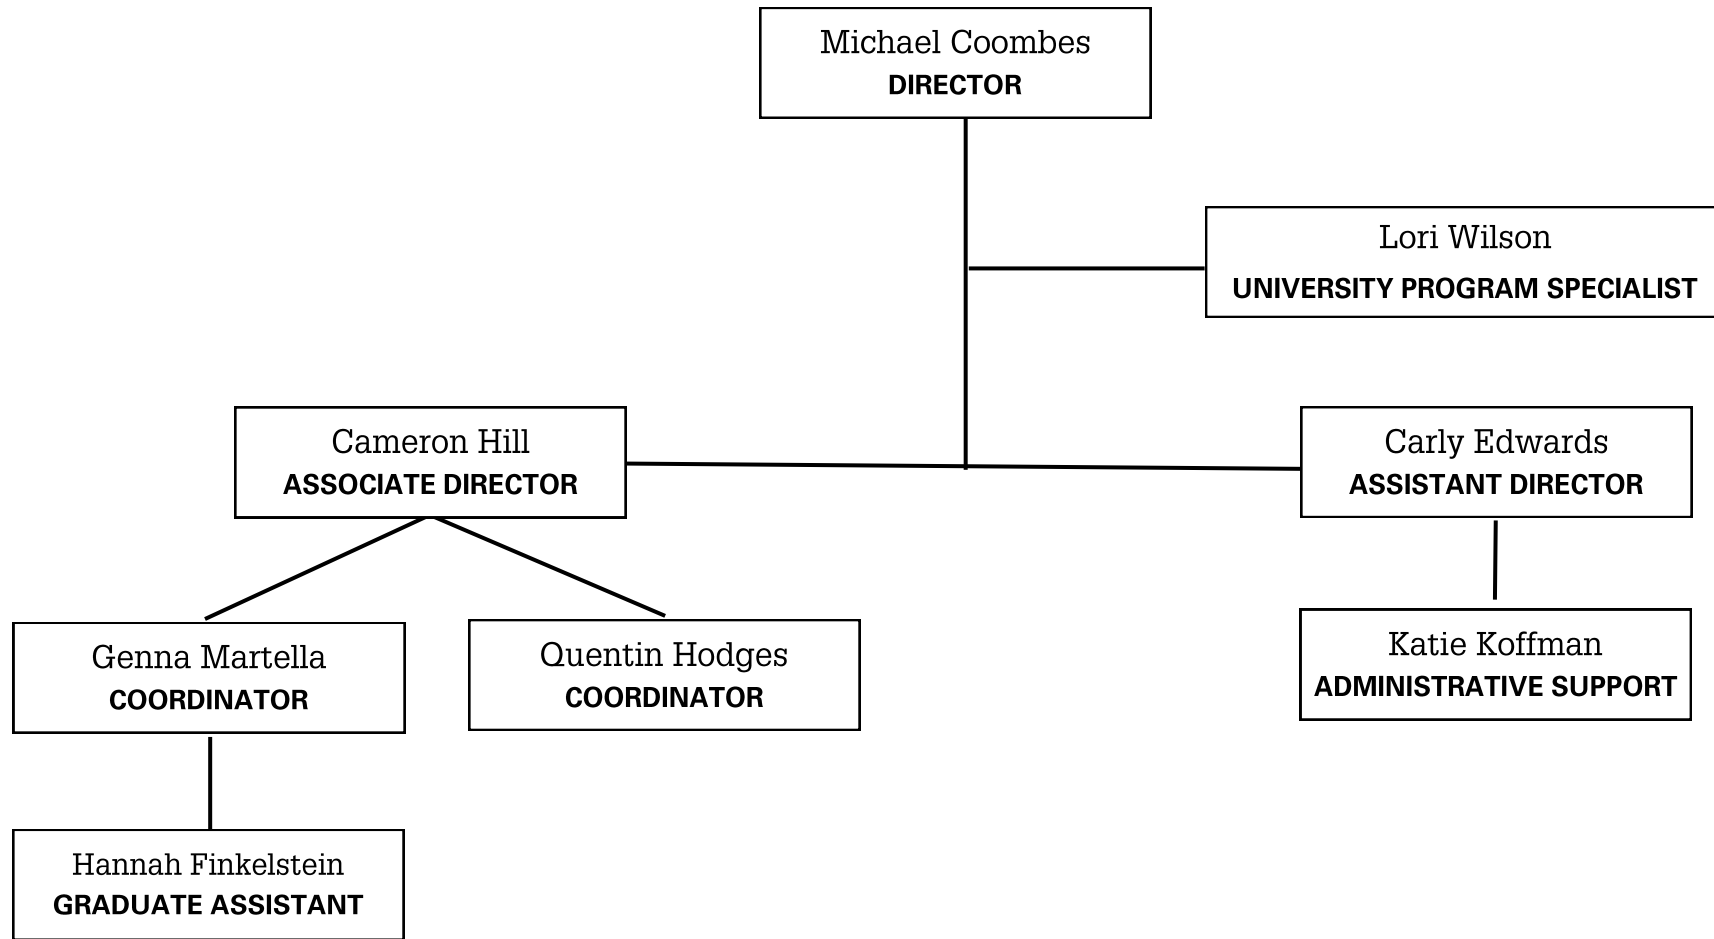 Michael Coombes
DIRECTOR
Lori Wilson
UNIVERSITY PROGRAM SPECIALIST
Cameron Hill
ASSOCIATE DIRECTOR
Carly Edwards
ASSISTANT DIRECTOR
Genna Martella
COORDINATOR
Quentin Hodges
COORDINATOR
Katie Koffman
ADMINISTRATIVE SUPPORT
Hannah Finkelstein
GRADUATE ASSISTANT